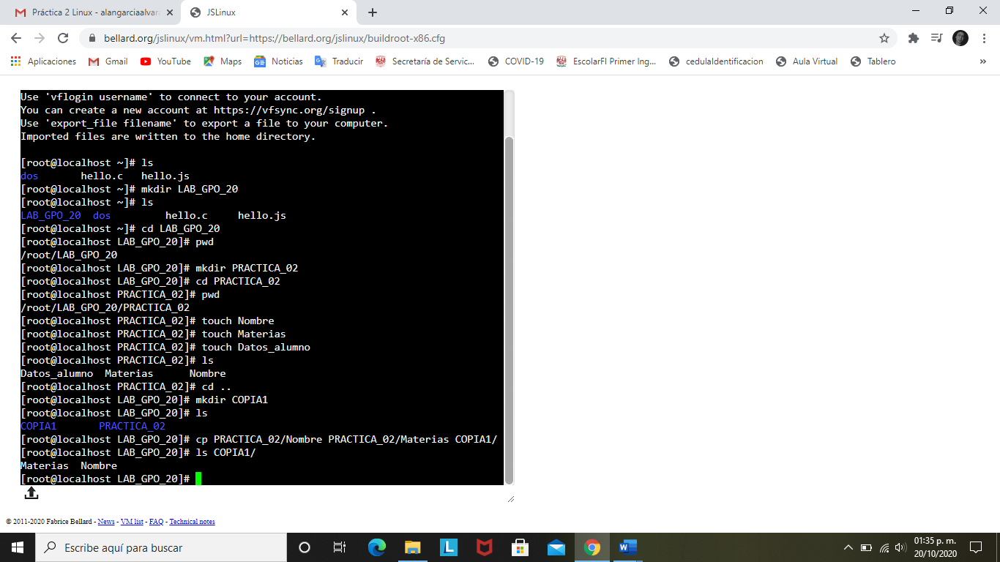 Práctica 2 Linux - alangarciaalvar
JSLinux
bellard.org/jslinux/vm.html?url=https://bellard.org/jslinux/buildroot-x86.cfg
Aplicaciones Gmail YouTube Maps Noticias Traducir Secretaría de Servic... COVID-19 EscolarFI Primer Ing... cedulaIdentificacion Aula Virtual Tablero »
Use 'vflogin username' to connect to your account.
You can create a new account at https://vfsync.org/signup .
Use 'export_file filename' to export a file to your computer.
Imported files are written to the home directory.
[root@localhost ~]# ls
dos hello.c hello.js
[root@localhost ~]# mkdir LAB_GPO_20
[root@localhost ~]# ls
LAB_GPO_20 dos hello.c hello.js
[root@localhost ~]# cd LAB_GPO_20
[root@localhost LAB_GPO_20]# pwd
/root/LAB_GPO_20
[root@localhost LAB_GPO_20]# mkdir PRACTICA_02
[root@localhost LAB_GPO_20]# cd PRACTICA_02
[root@localhost PRACTICA_02]# pwd
/root/LAB_GPO_20/PRACTICA_02
[root@localhost PRACTICA_02]# touch Nombre
[root@localhost PRACTICA_02]# touch Materias
[root@localhost PRACTICA_02]# touch Datos_alumno
[root@localhost PRACTICA_02]# ls
Datos_alumno Materias Nombre
[root@localhost PRACTICA_02]# cd ..
[root@localhost LAB_GPO_20]# mkdir COPIA1
[root@localhost LAB_GPO_20]# ls
COPIA1 PRACTICA_02
[root@localhost LAB_GPO_20]# cp PRACTICA_02/Nombre PRACTICA_02/Materias COPIA1/
[root@localhost LAB_GPO_20]# ls COPIA1/
Materias Nombre
[root@localhost LAB_GPO_20]#
© 2011-2020 Fabrice Bellard - News - VM list - FAQ - Technical notes
Escribe aquí para buscar
01:35 p. m.
20/10/2020